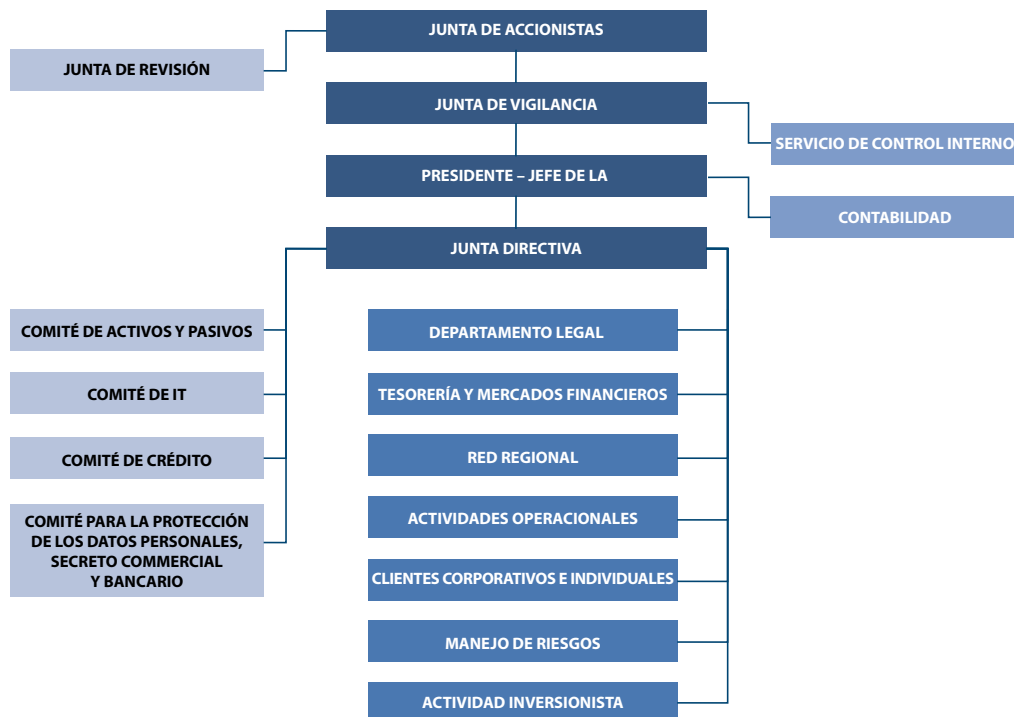 JUNTA DE ACCIONISTAS
JUNTA DE REVISIÓN
JUNTA DE VIGILANCIA
SERVICIO DE CONTROL INTERNO
PRESIDENTE – JEFE DE LA
CONTABILIDAD
JUNTA DIRECTIVA
COMITÉ DE ACTIVOS Y PASIVOS
COMITÉ DE IT
COMITÉ DE CRÉDITO
COMITÉ PARA LA PROTECCIÓN
DE LOS DATOS PERSONALES,
SECRETO COMMERCIAL
Y BANCARIO
DEPARTAMENTO LEGAL
TESORERÍA Y MERCADOS FINANCIEROS
RED REGIONAL
ACTIVIDADES OPERACIONALES
CLIENTES CORPORATIVOS E INDIVIDUALES
MANEJO DE RIESGOS
ACTIVIDAD INVERSIONISTA